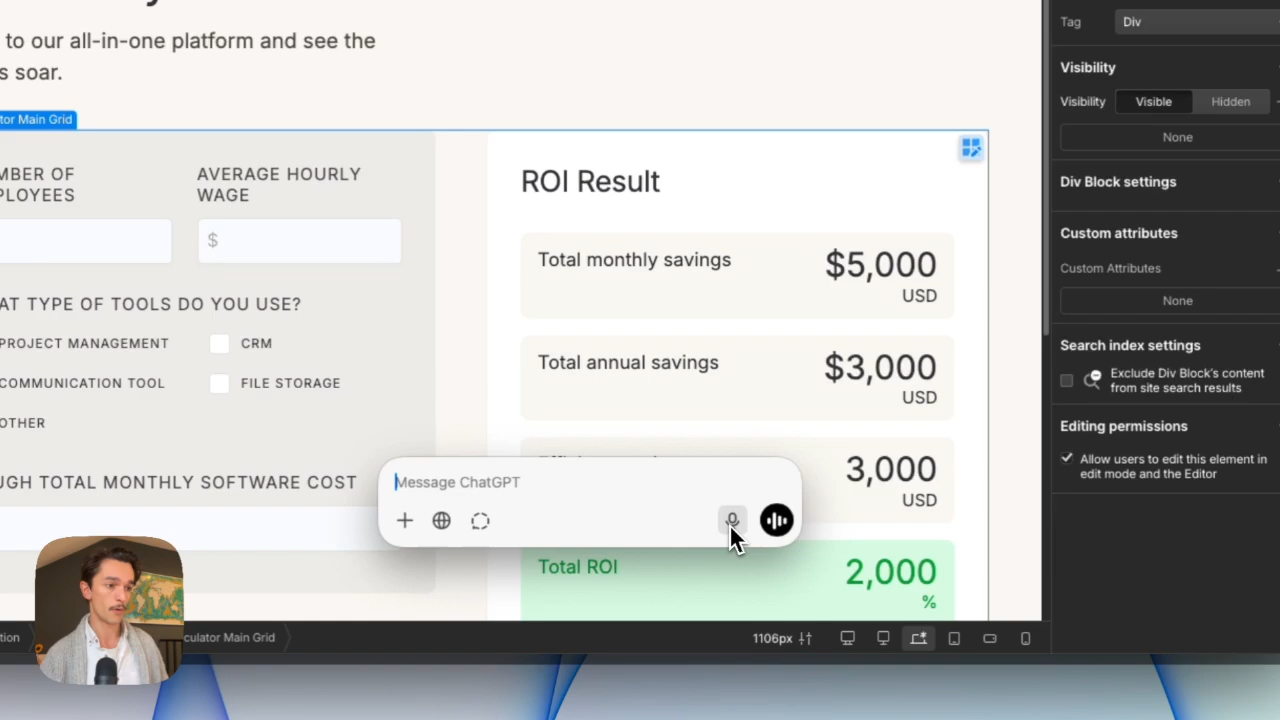 to our all-in-one platform and see the
s soar.
tor Main Grid
MBER OF
PLOYEES
AVERAGE HOURLY
WAGE
$
AT TYPE OF TOOLS DO YOU USE?
PROJECT MANAGEMENT
CRM
COMMUNICATION TOOL
FILE STORAGE
OTHER
UGH TOTAL MONTHLY SOFTWARE COST
ROI Result
Total monthly savings
$5,000
USD
Total annual savings
$3,000
USD
3,000
USD
Total ROI
2,000
%
Message ChatGPT
tion
culator Main Grid
1106px
Tag
Div
Visibility
Visibility
Visible
Hidden
None
Div Block settings
Custom attributes
Custom Attributes
None
Search index settings
Exclude Div Block's content
from site search results
Editing permissions
Allow users to edit this element in
edit mode and the Editor